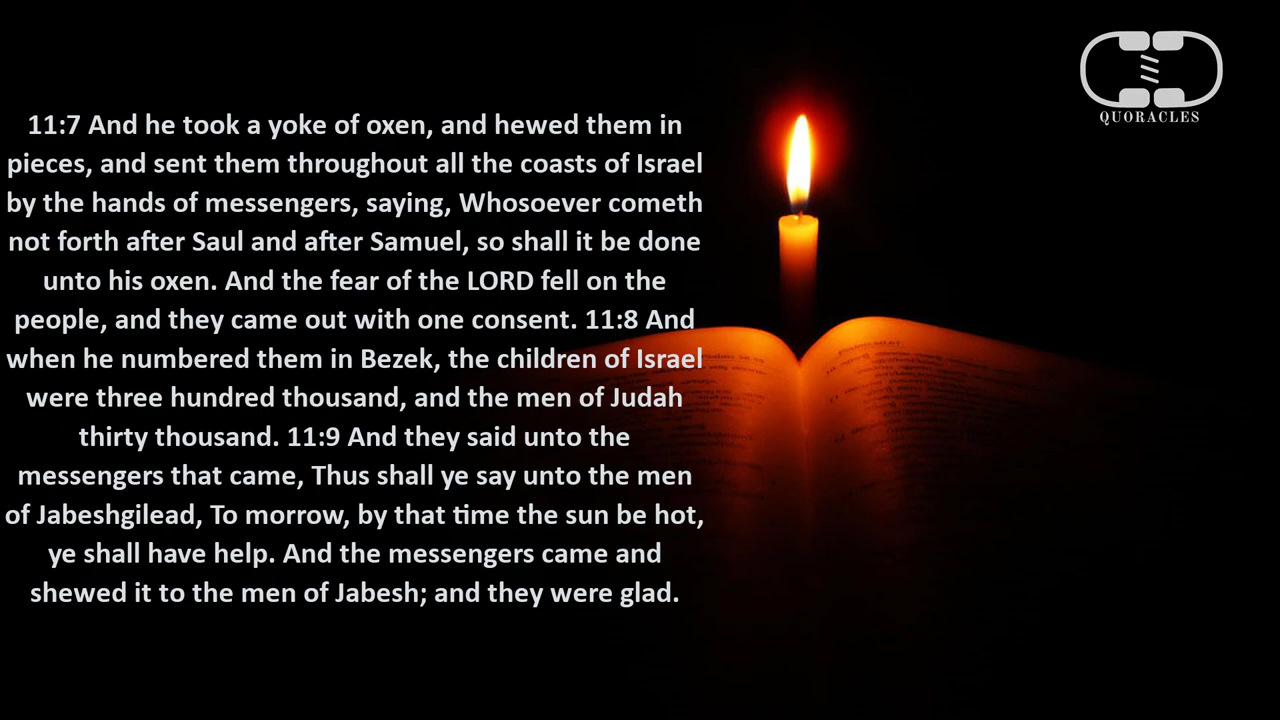 11:7 And he took a yoke of oxen, and hewed them in
pieces, and sent them throughout all the coasts of Israel
by the hands of messengers, saying, Whosoever cometh
not forth after Saul and after Samuel, so shall it be done
unto his oxen. And the fear of the LORD fell on the
people, and they came out with one consent. 11:8 And
when he numbered them in Bezek, the children of Israel
were three hundred thousand, and the men of Judah
thirty thousand. 11:9 And they said unto the
messengers that came, Thus shall ye say unto the men
of Jabeshgilead, To morrow, by that time the sun be hot,
ye shall have help. And the messengers came and
shewed it to the men of Jabesh; and they were glad.
QUORACLES